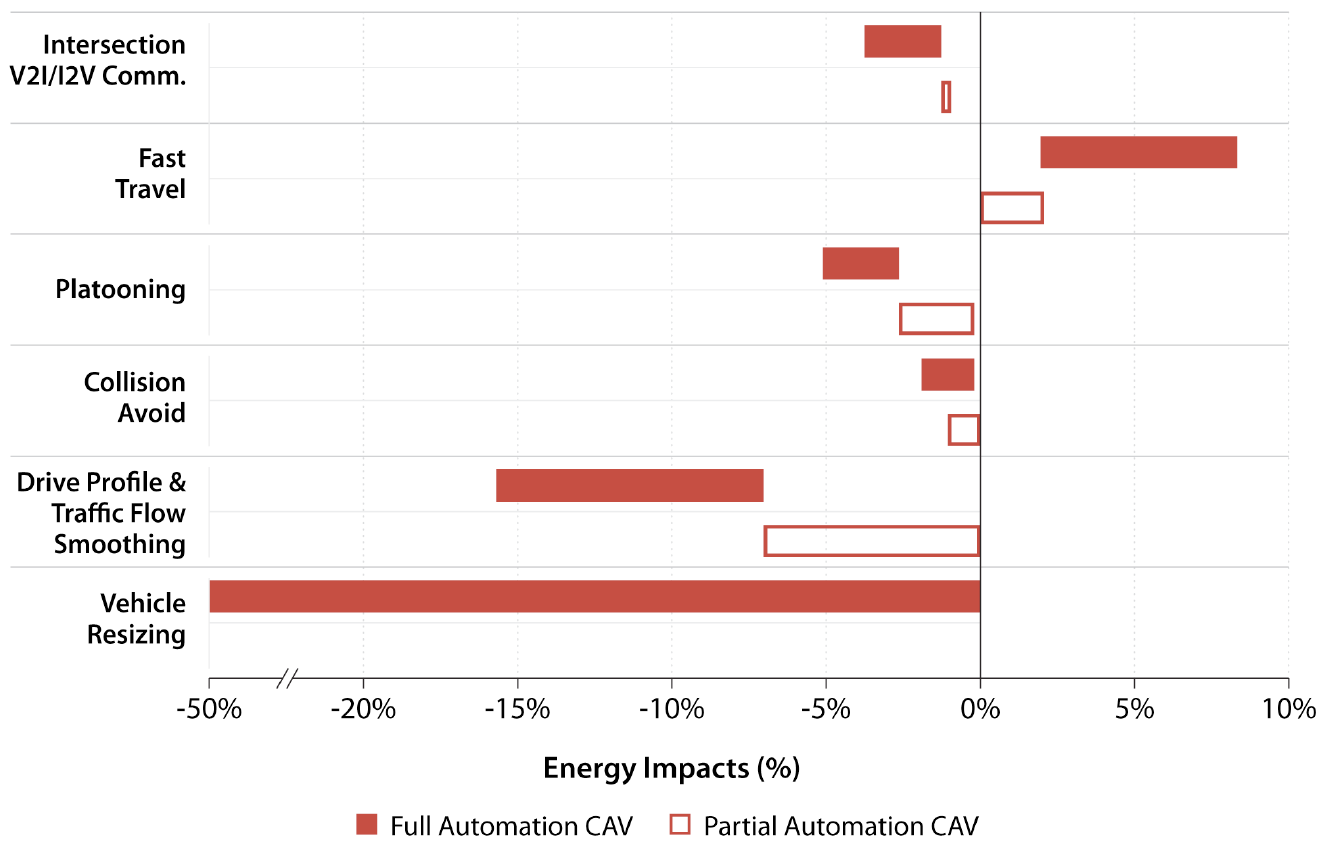 Intersection
V2I/I2V Comm.
Fast
Travel
Platooning
Collision
Avoid
Drive Profile &
Traffic Flow
Smoothing
Vehicle
Resizing
-50% -20% -15% -10% -5% 0% 5% 10%
Energy Impacts (%)
Full Automation CAV Partial Automation CAV